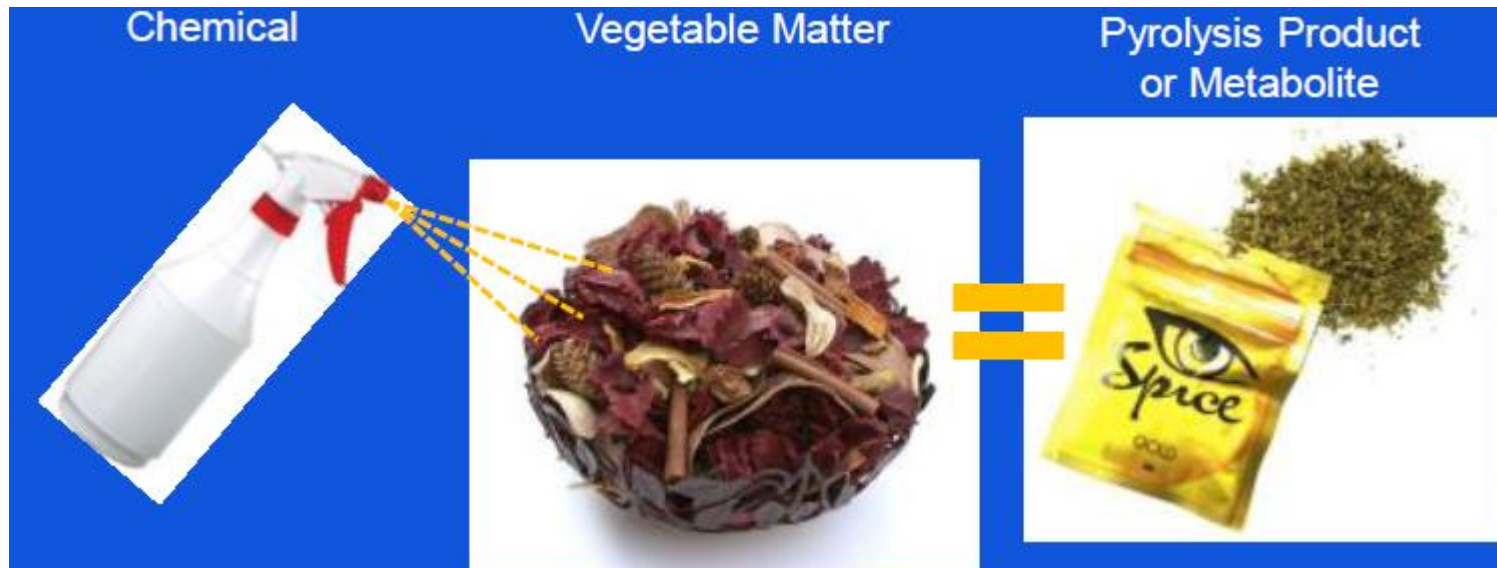 Chemical
Vegetable Matter
Pyrolysis Product
or Metabolite
Spice
GOLD